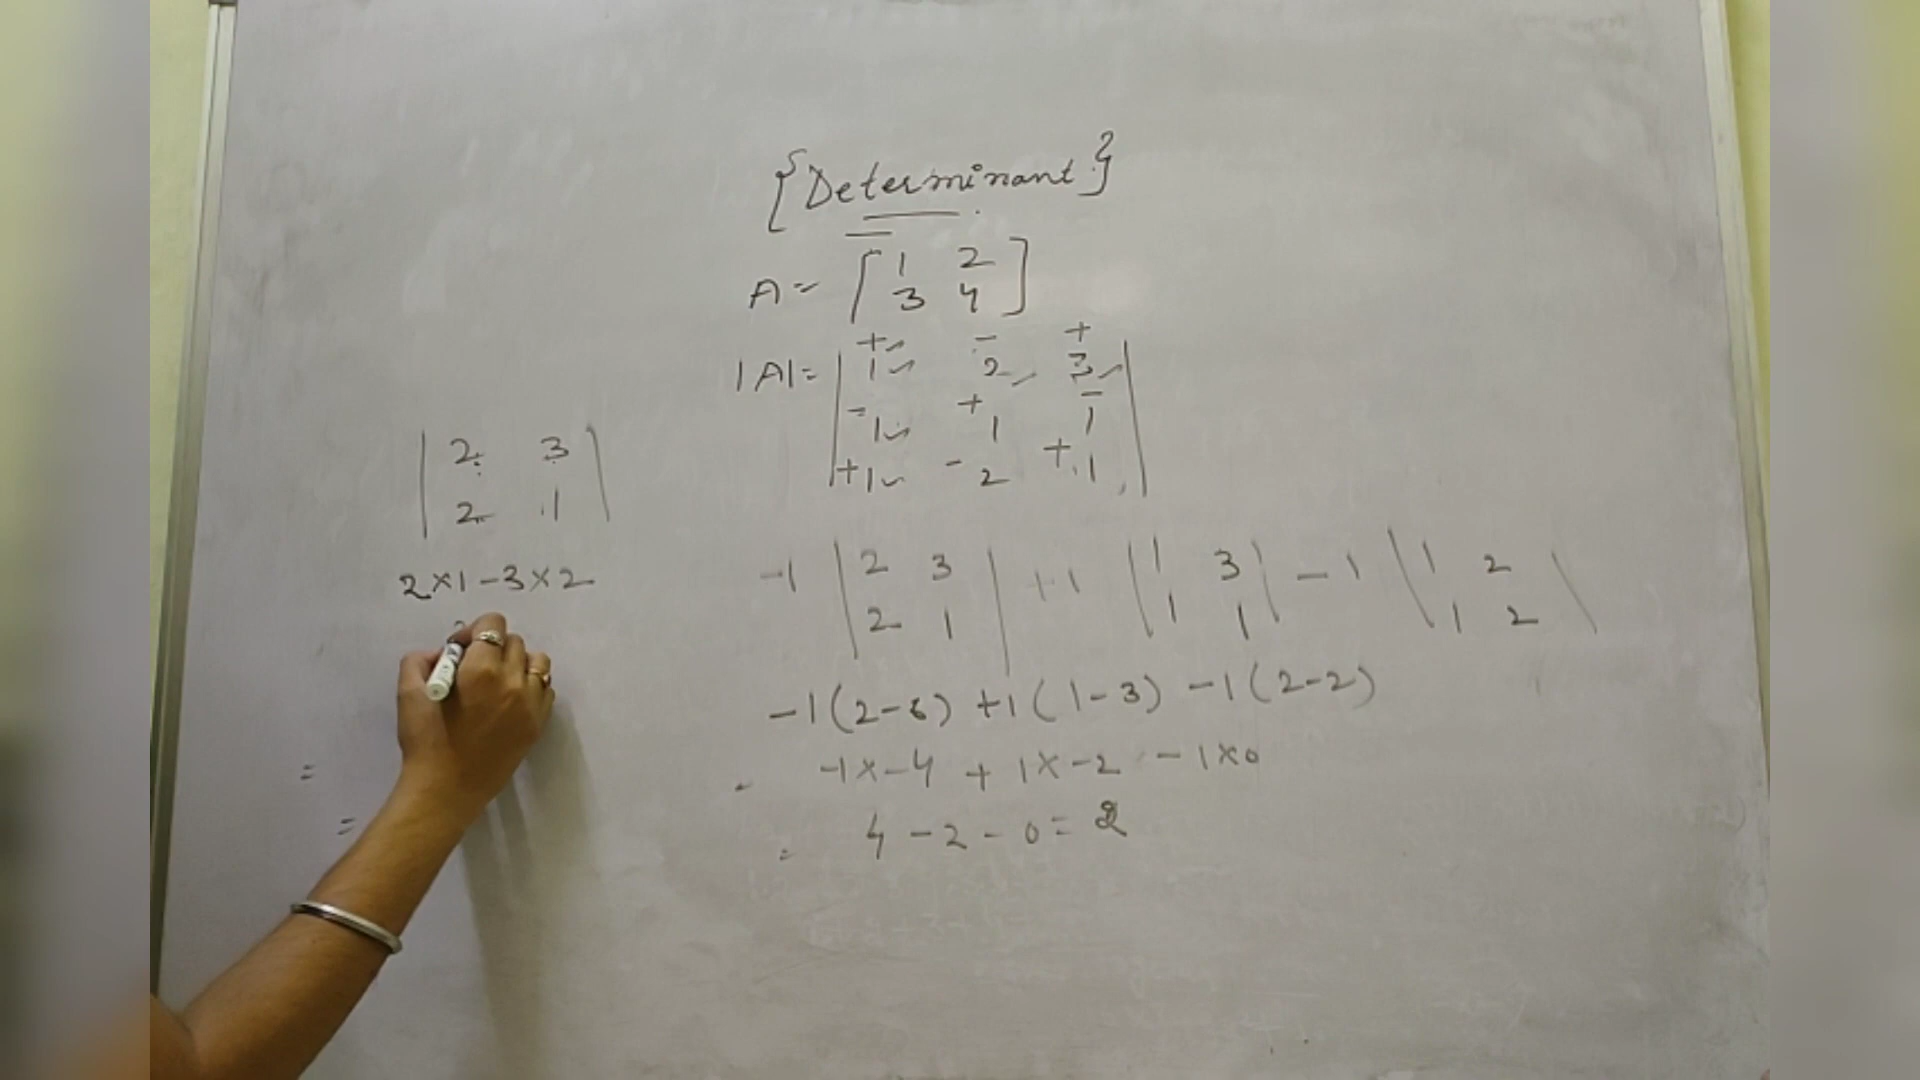 {Determinant}
A = [ 1 2
3 4 ]
+ - +
|A| = | 1 2 3 |
- + -
1 1 1
+1 -2 +1
| 2 3 |
| 2 1 |
2×1-3×2
-1 | 2 3 | +1 | 1 3 | -1 | 1 2 |
| 2 1 | | 1 1 | | 1 2 |
-1(2-6) +1(1-3) -1(2-2)
= -1×-4 + 1×-2 -1×0
= 4-2-0=2
=
=